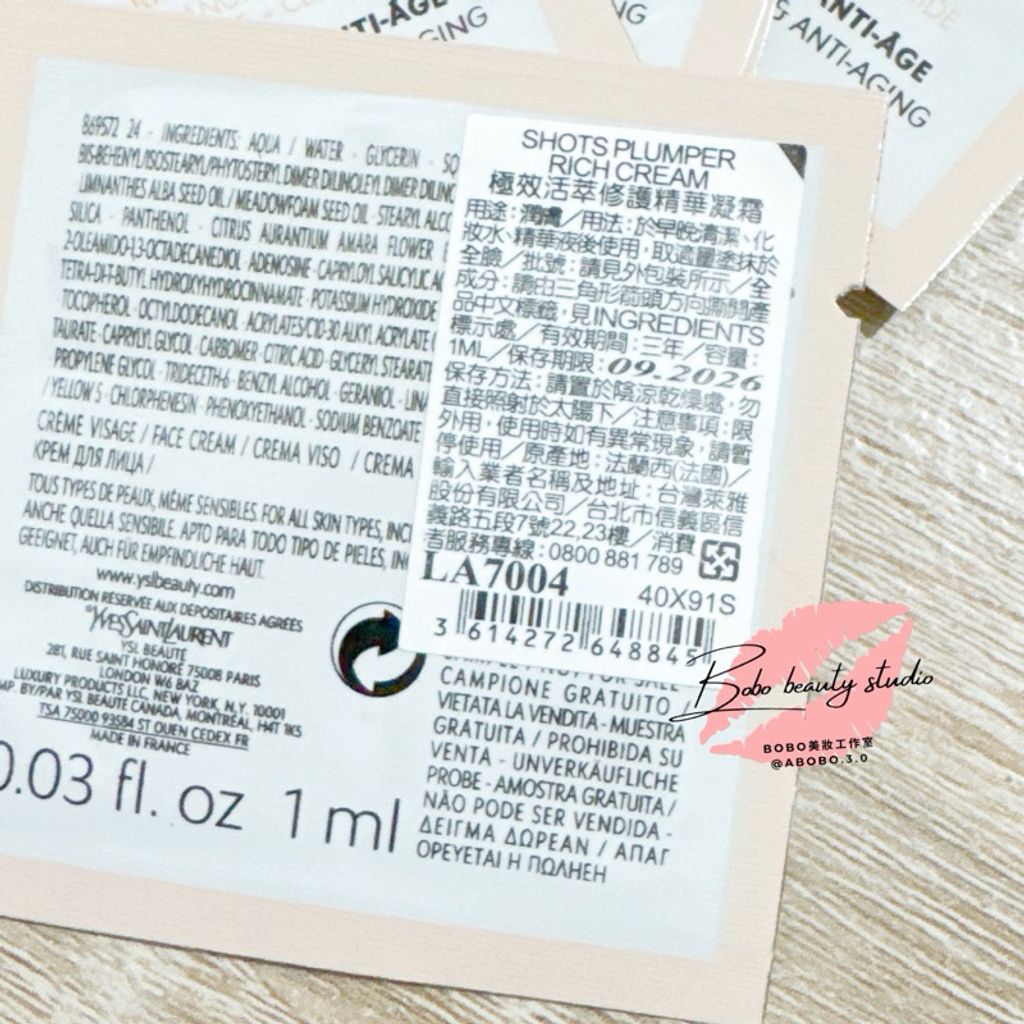 ANTI-ÂGE
& ANTI-AGING
869572 24 - INGREDIENTS: AQUA / WATER - GLYCERIN - SQ
BIS-BEHENYL/ISOSTEARYL/PHYTOSTERYL DIMER DILINOLEYL DIMER DILINO
LIMNANTHES ALBA SEED OIL / MEADOWFOAM SEED OIL - STEARYL ALCO
SILICA - PANTHENOL - CITRUS AURANTIUM AMARA FLOWER
2-OLEAMIDO-1,3-OCTADECANEDIOL ADENOSINE - CAPRYLOYL SALICYLIC AC
TETRA-DI-T-BUTYL HYDROXYHYDROCINNAMATE - POTASSIUM HYDROXIDE
TOCOPHEROL - OCTYLDODECANOL - ACRYLATES/C10-30 ALKYL ACRYLATE
TAURATE - CAPRYLYL GLYCOL CARBOMER - CITRIC ACID - GLYCERYL STEARAT
PROPYLENE GLYCOL - TRIDECETH-6 - BENZYL ALCOHOL - GERANIOL - LINA
/ YELLOW 5 - CHLORPHENESIN - PHENOXYETHANOL - SODIUM BENZOATE
CRÈME VISAGE / FACE CREAM / CREMA VISO / CREMA
КРЕМ ДЛЯ ЛИЦА /
TOUS TYPES DE PEAUX, MÊME SENSIBLES FOR ALL SKIN TYPES, INC
ANCHE QUELLA SENSIBILE. APTO PARA TODO TIPO DE PIELES, IN
GEEIGNET, AUCH FÜR EMPFINDLICHE HAUT.
www.yslbeauty.com
DISTRIBUTION RÉSERVÉE AUX DÉPOSITAIRES AGRÉÉS
YVESSAINTLAURENT
YSL BEAUTÉ
281, RUE SAINT HONORÉ 75008 PARIS
LONDON W6 8AZ
LUXURY PRODUCTS LLC, NEW YORK, N.Y. 10001
MP. BY/PAR YSL BEAUTÉ CANADA, MONTRÉAL, H4T 1K5
TSA 75000 93584 ST OUEN CEDEX FR
MADE IN FRANCE
0.03 fl. oz 1 ml
SHOTS PLUMPER
RICH CREAM
極效活萃修護精華凝霜
用途:潤膚/用法:於早晚清潔、化
妝水、精華液後使用,取適量塗抹於
全臉/批號:請見外包裝所示/全
成分:請由三角形箭頭方向撕開產
品中文標籤,見INGREDIENTS
標示處/有效期間:三年/容量:
1ML/保存期限:09.2026
保存方法:請置於陰涼乾燥處,勿
直接照射於太陽下/注意事項:限
外用,使用時如有異常現象,請暫
停使用/原產地:法蘭西(法國)/
輸入業者名稱及地址:台灣萊雅
股份有限公司/台北市信義區信
義路五段7號22,23樓/消費
者服務專線:0800 881 789
LA7004 40X91S
3 614272 648845
CAMPIONE GRATUITO
VIETATA LA VENDITA - MUESTRA
GRATUITA / PROHIBIDA SU
VENTA - UNVERKÄUFLICHE
PROBE - AMOSTRA GRATUITA /
NÃO PODE SER VENDIDA -
ΔΕΙΓΜΑ ΔΩΡΕΑΝ / ΑΠΑΓ
ΟΡΕΥΕΤΑΙ Η ΠΩΛΗΣΗ
Bobo beauty studio
BOBO美妝工作室
@ABOBO.3.0